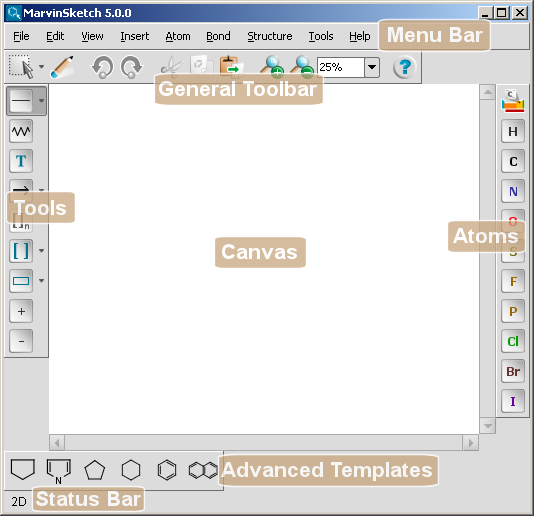 MarvinSketch 5.0.0
File Edit View Insert Atom Bond Structure Tools Help
Menu Bar
25%
?
General Toolbar
T
Tools
[ ]n
[ ]
+
-
Canvas
H
C
N
O
Atoms
S
F
P
Cl
Br
I
N
Advanced Templates
2D
Status Bar